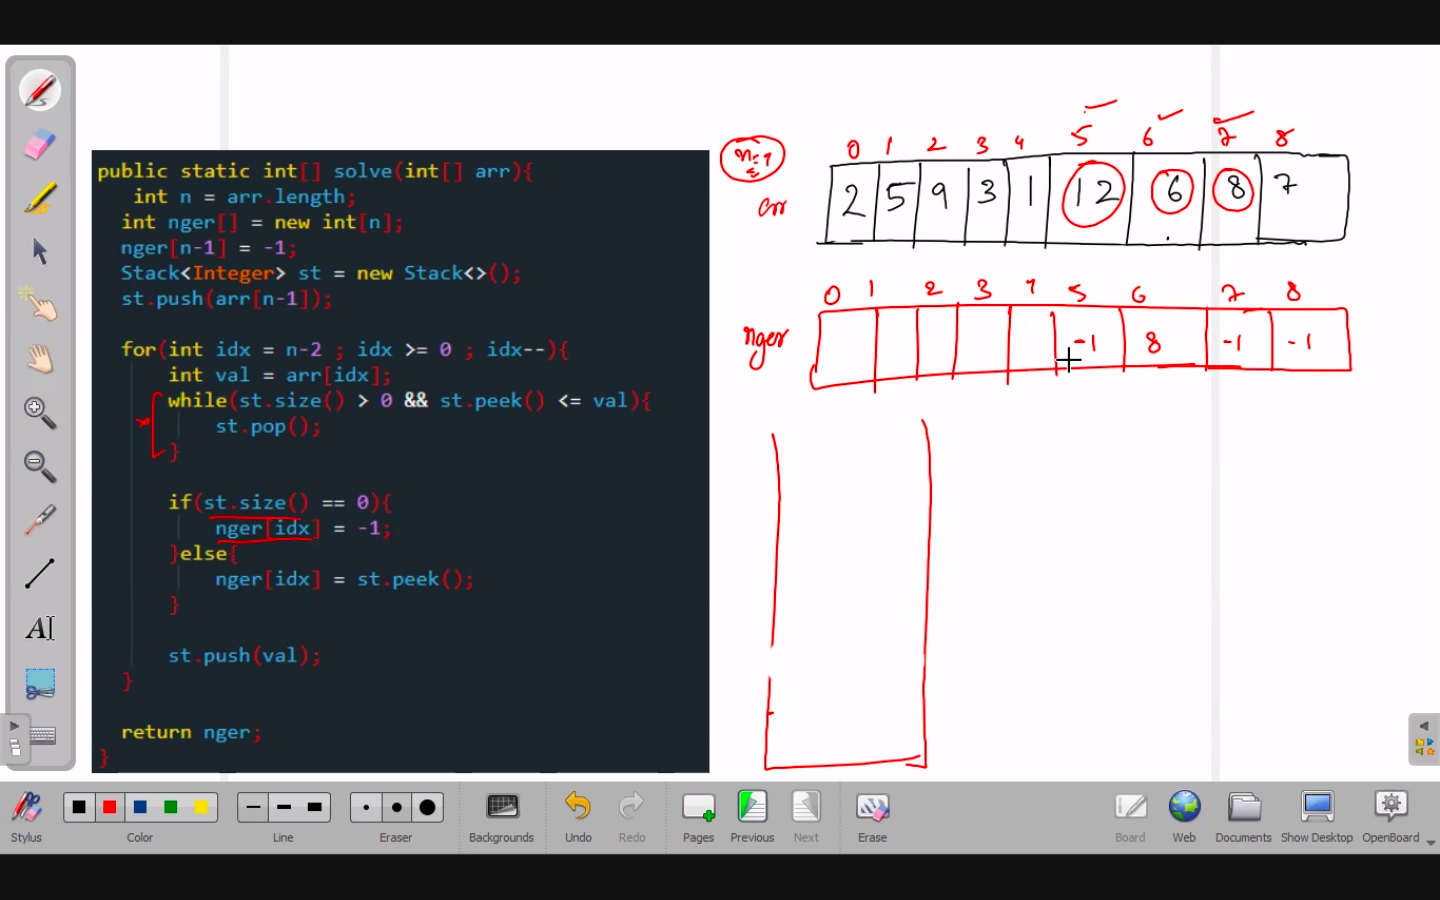 public static int[] solve(int[] arr){
int n = arr.length;
int nger[] = new int[n];
nger[n-1] = -1;
Stack<Integer> st = new Stack<>();
st.push(arr[n-1]);
for(int idx = n-2 ; idx >= 0 ; idx--){
int val = arr[idx];
while(st.size() > 0 && st.peek() <= val){
st.pop();
}
if(st.size() == 0){
nger[idx] = -1;
}else{
nger[idx] = st.peek();
}
st.push(val);
}
return nger;
}
0 1 2 3 4 5 6 7 8
arr 2 5 9 3 1 12 6 8 7
0 1 2 3 4 5 6 7 8
nger -1 8 -1 -1
Stylus Color Line Eraser Backgrounds Undo Redo Pages Previous Next Erase Board Web Documents Show Desktop OpenBoard